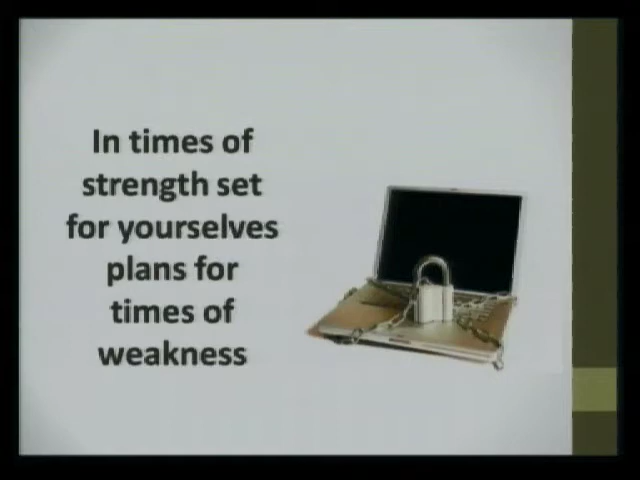 In times of
strength set
for yourselves
plans for
times of
weakness